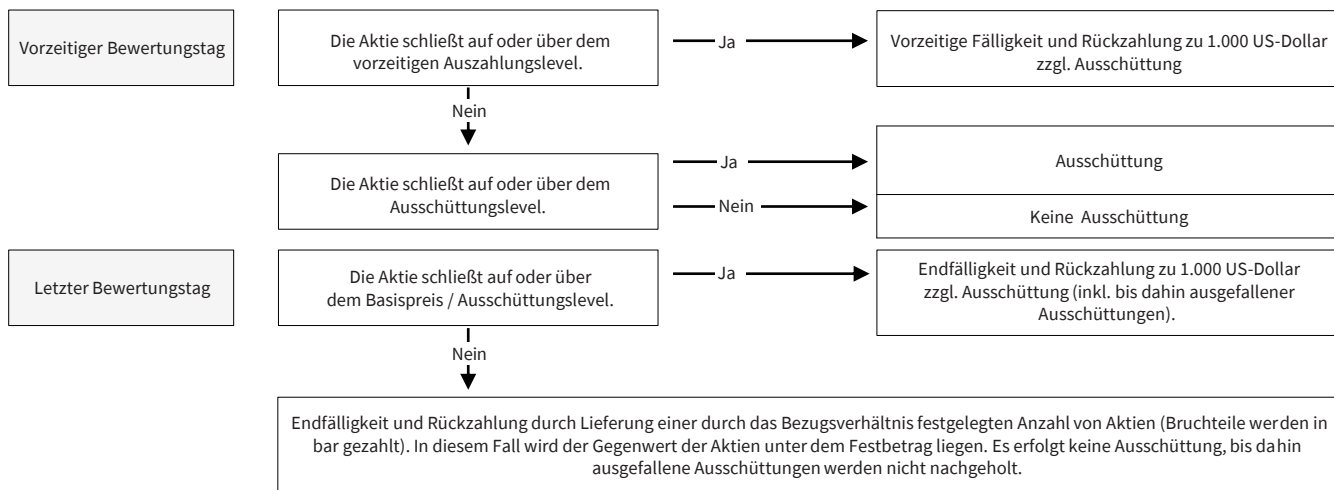 Vorzeitiger Bewertungstag
Die Aktie schließt auf oder über dem
vorzeitigen Auszahlungslevel.
Ja
Vorzeitige Fälligkeit und Rückzahlung zu 1.000 US-Dollar
zzgl. Ausschüttung
Nein
Die Aktie schließt auf oder über dem
Ausschüttungslevel.
Ja
Ausschüttung
Nein
Keine Ausschüttung
Letzter Bewertungstag
Die Aktie schließt auf oder über
dem Basispreis / Ausschüttungslevel.
Ja
Endfälligkeit und Rückzahlung zu 1.000 US-Dollar
zzgl. Ausschüttung (inkl. bis dahin ausgefallener
Ausschüttungen).
Nein
Endfälligkeit und Rückzahlung durch Lieferung einer durch das Bezugsverhältnis festgelegten Anzahl von Aktien (Bruchteile werden in
bar gezahlt). In diesem Fall wird der Gegenwert der Aktien unter dem Festbetrag liegen. Es erfolgt keine Ausschüttung, bis dahin
ausgefallene Ausschüttungen werden nicht nachgeholt.